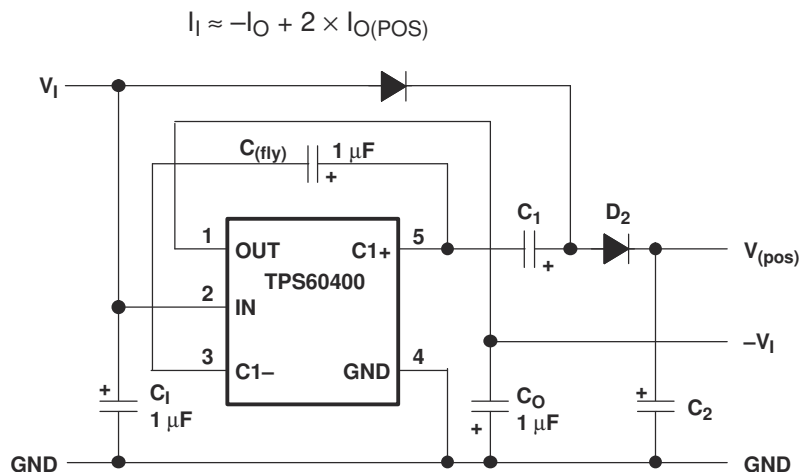 I_I ≈ –I_O + 2 × I_O(POS)
V_I
C_(fly)
1 μF
+
C_1
+
D_2
V_(pos)
1
OUT
C1+
5
TPS60400
2
IN
–V_I
3
C1–
GND
4
+
C_I
1 μF
+
C_O
1 μF
+
C_2
GND
GND